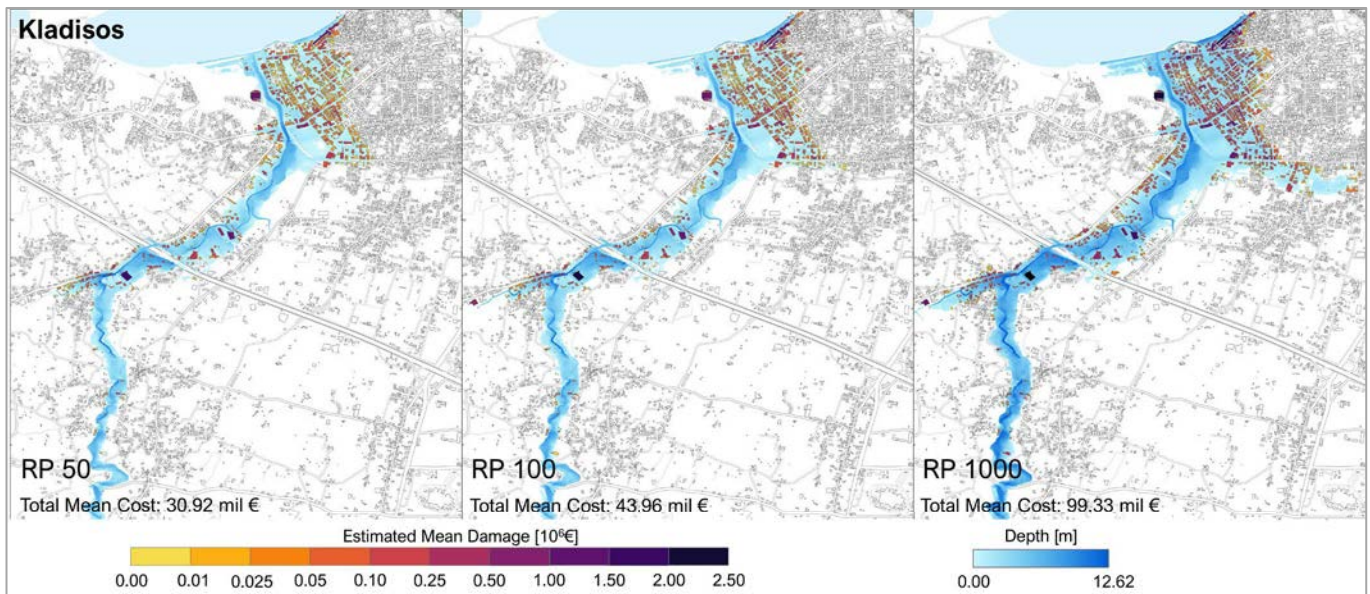 Kladisos
RP 50
Total Mean Cost: 30.92 mil €
RP 100
Total Mean Cost: 43.96 mil €
RP 1000
Total Mean Cost: 99.33 mil €
Estimated Mean Damage [10⁶€]
0.00 0.01 0.025 0.05 0.10 0.25 0.50 1.00 1.50 2.00 2.50
Depth [m]
0.00 12.62